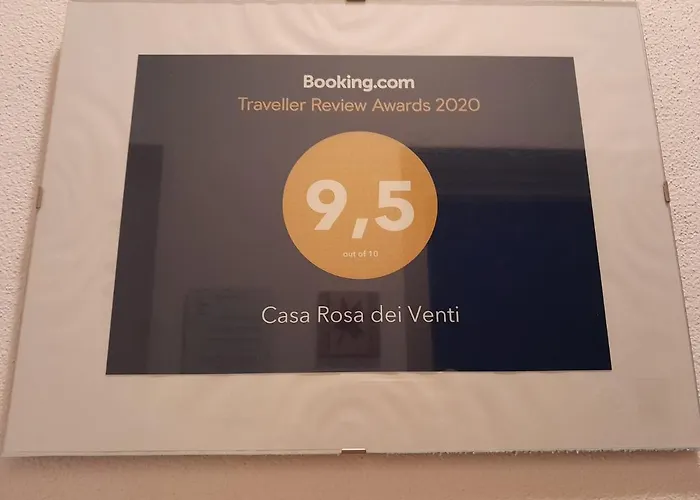 Booking.com
Traveller Review Awards 2020
9,5
out of 10
Casa Rosa dei Venti